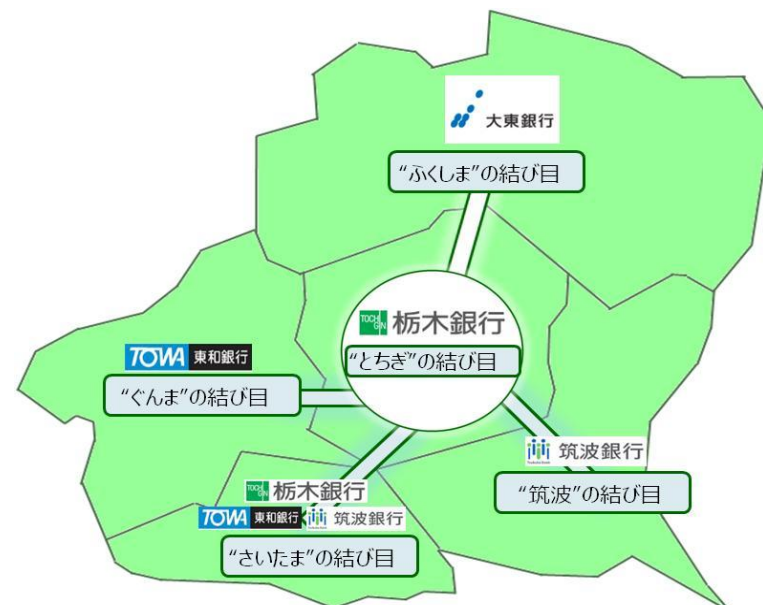 大東銀行
“ふくしま”の結び目
TOCHIGIN 栃木銀行
“とちぎ”の結び目
TOWA 東和銀行
“ぐんま”の結び目
筑波銀行
“筑波”の結び目
栃木銀行
TOWA 東和銀行 筑波銀行
“さいたま”の結び目